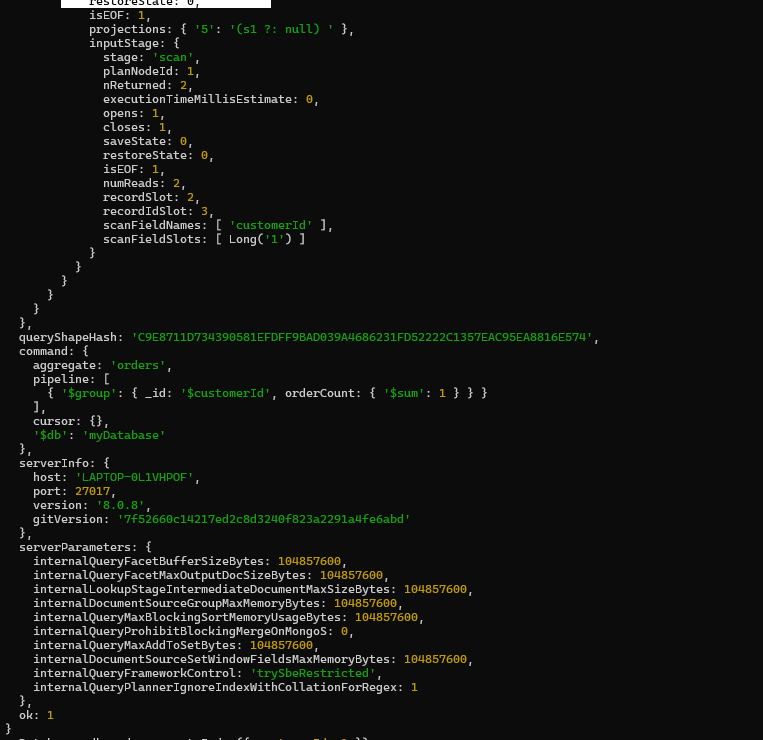 restoreState: 0,
isEOF: 1,
projections: { '5': '(s1 ?: null) ' },
inputStage: {
stage: 'scan',
planNodeId: 1,
nReturned: 2,
executionTimeMillisEstimate: 0,
opens: 1,
closes: 1,
saveState: 0,
restoreState: 0,
isEOF: 1,
numReads: 2,
recordSlot: 2,
recordIdSlot: 3,
scanFieldNames: [ 'customerId' ],
scanFieldSlots: [ Long('1') ]
}
}
}
}
}
},
queryShapeHash: 'C9E8711D734390581EFDFF9BAD039A4686231FD52222C1357EAC95EA8816E574',
command: {
aggregate: 'orders',
pipeline: [
{ '$group': { _id: '$customerId', orderCount: { '$sum': 1 } } }
],
cursor: {},
'$db': 'myDatabase'
},
serverInfo: {
host: 'LAPTOP-0L1VHPOF',
port: 27017,
version: '8.0.8',
gitVersion: '7f52660c14217ed2c8d3240f823a2291a4fe6abd'
},
serverParameters: {
internalQueryFacetBufferSizeBytes: 104857600,
internalQueryFacetMaxOutputDocSizeBytes: 104857600,
internalLookupStageIntermediateDocumentMaxSizeBytes: 104857600,
internalDocumentSourceGroupMaxMemoryBytes: 104857600,
internalQueryMaxBlockingSortMemoryUsageBytes: 104857600,
internalQueryProhibitBlockingMergeOnMongoS: 0,
internalQueryMaxAddToSetBytes: 104857600,
internalDocumentSourceSetWindowFieldsMaxMemoryBytes: 104857600,
internalQueryFrameworkControl: 'trySbeRestricted',
internalQueryPlannerIgnoreIndexWithCollationForRegex: 1
},
ok: 1
}